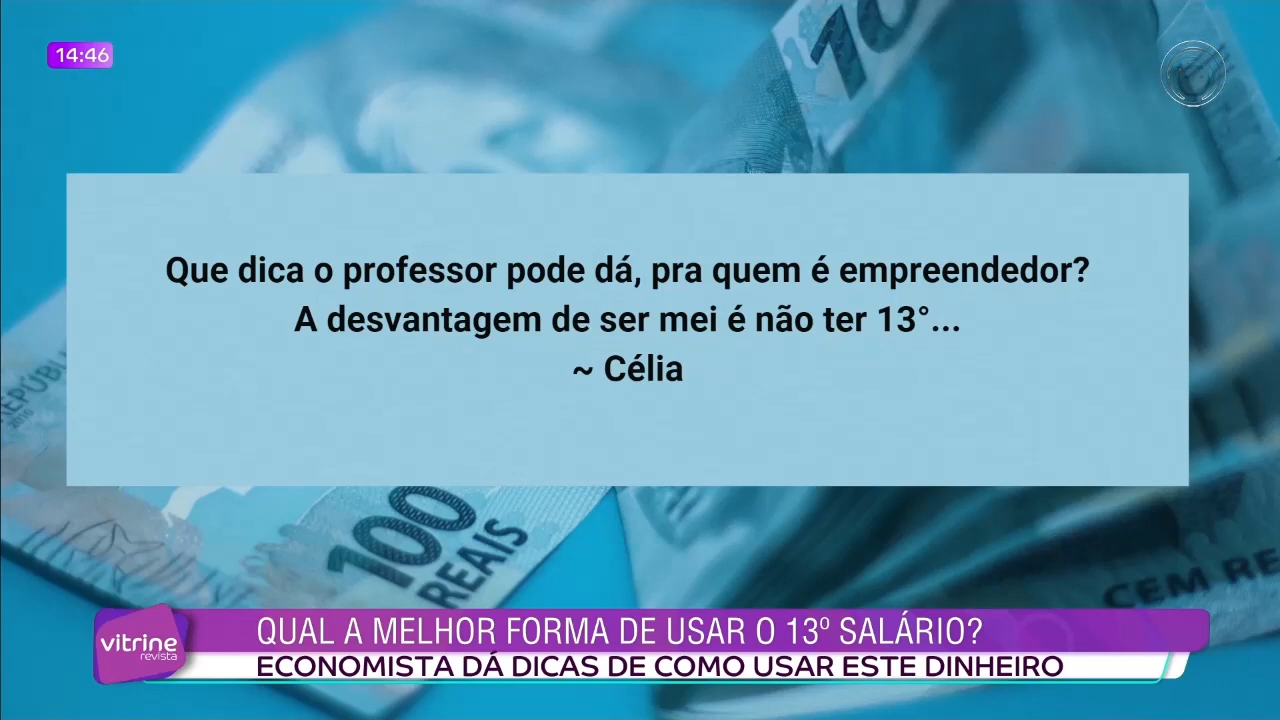 14:46
10
Que dica o professor pode dá, pra quem é empreendedor?
A desvantagem de ser mei é não ter 13°...
~ Célia
100
REAIS
CEM RE
vitrine
revista
QUAL A MELHOR FORMA DE USAR O 13º SALÁRIO?
ECONOMISTA DÁ DICAS DE COMO USAR ESTE DINHEIRO